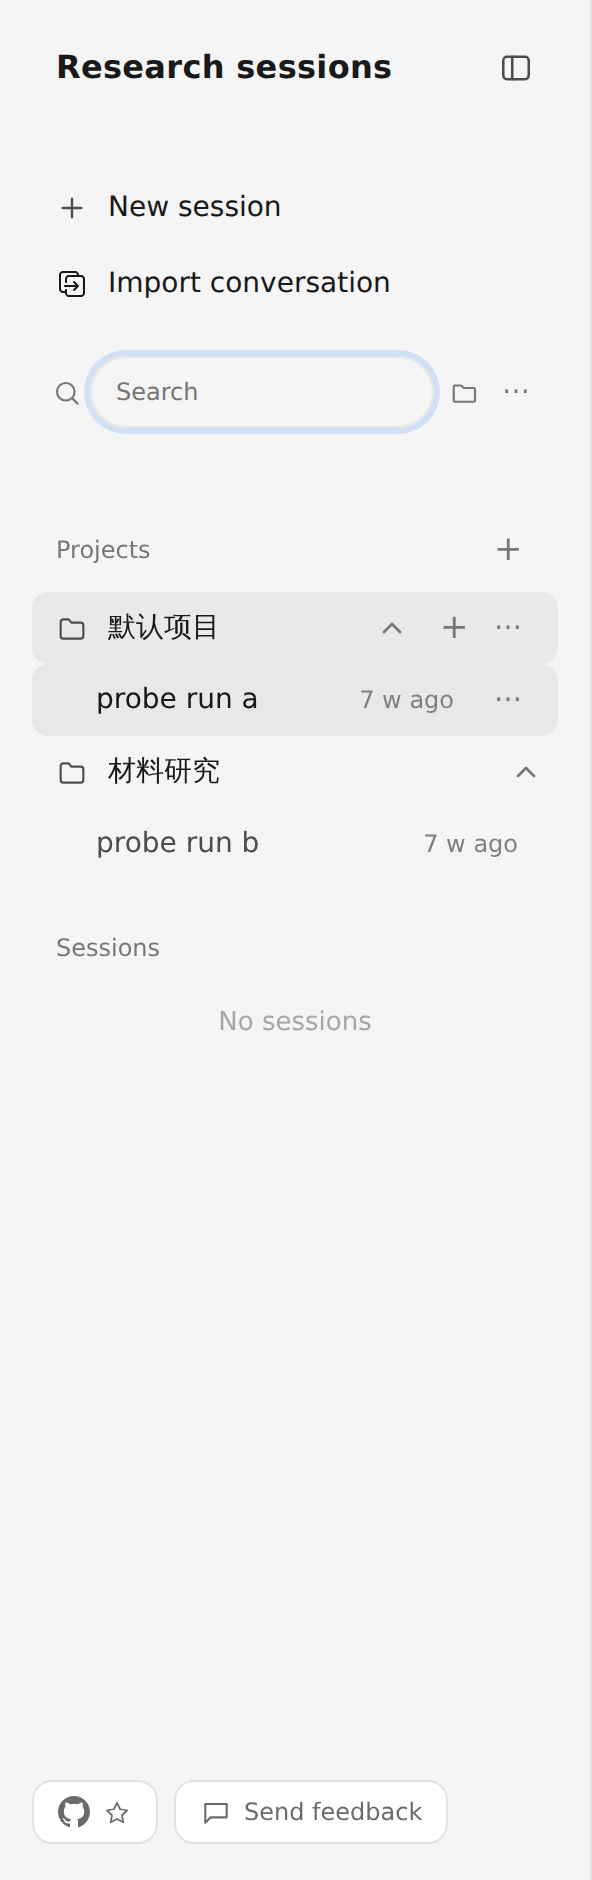 Research sessions
New session
Import conversation
Search
Projects
默认项目
probe run a 7 w ago
材料研究
probe run b 7 w ago
Sessions
No sessions
Send feedback